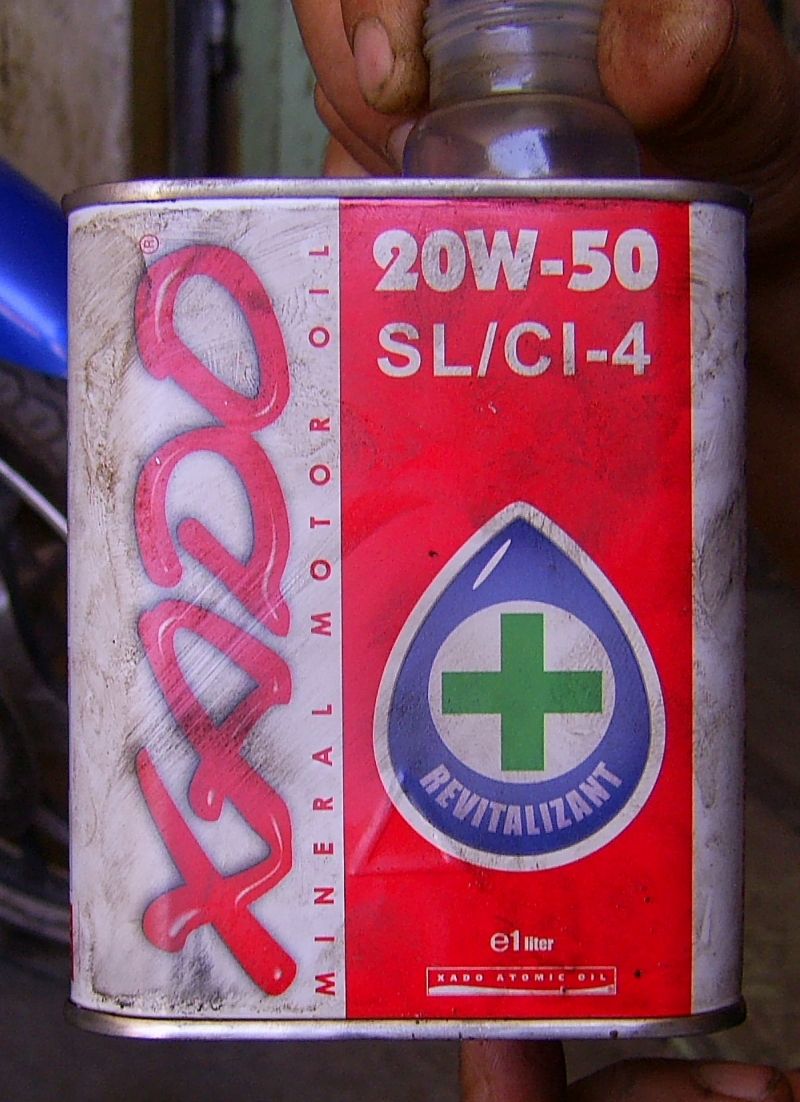 XADO®
MINERAL MOTOR OIL
20W-50
SL/CI-4
REVITALIZANT
e1 liter
XADO ATOMIC OIL